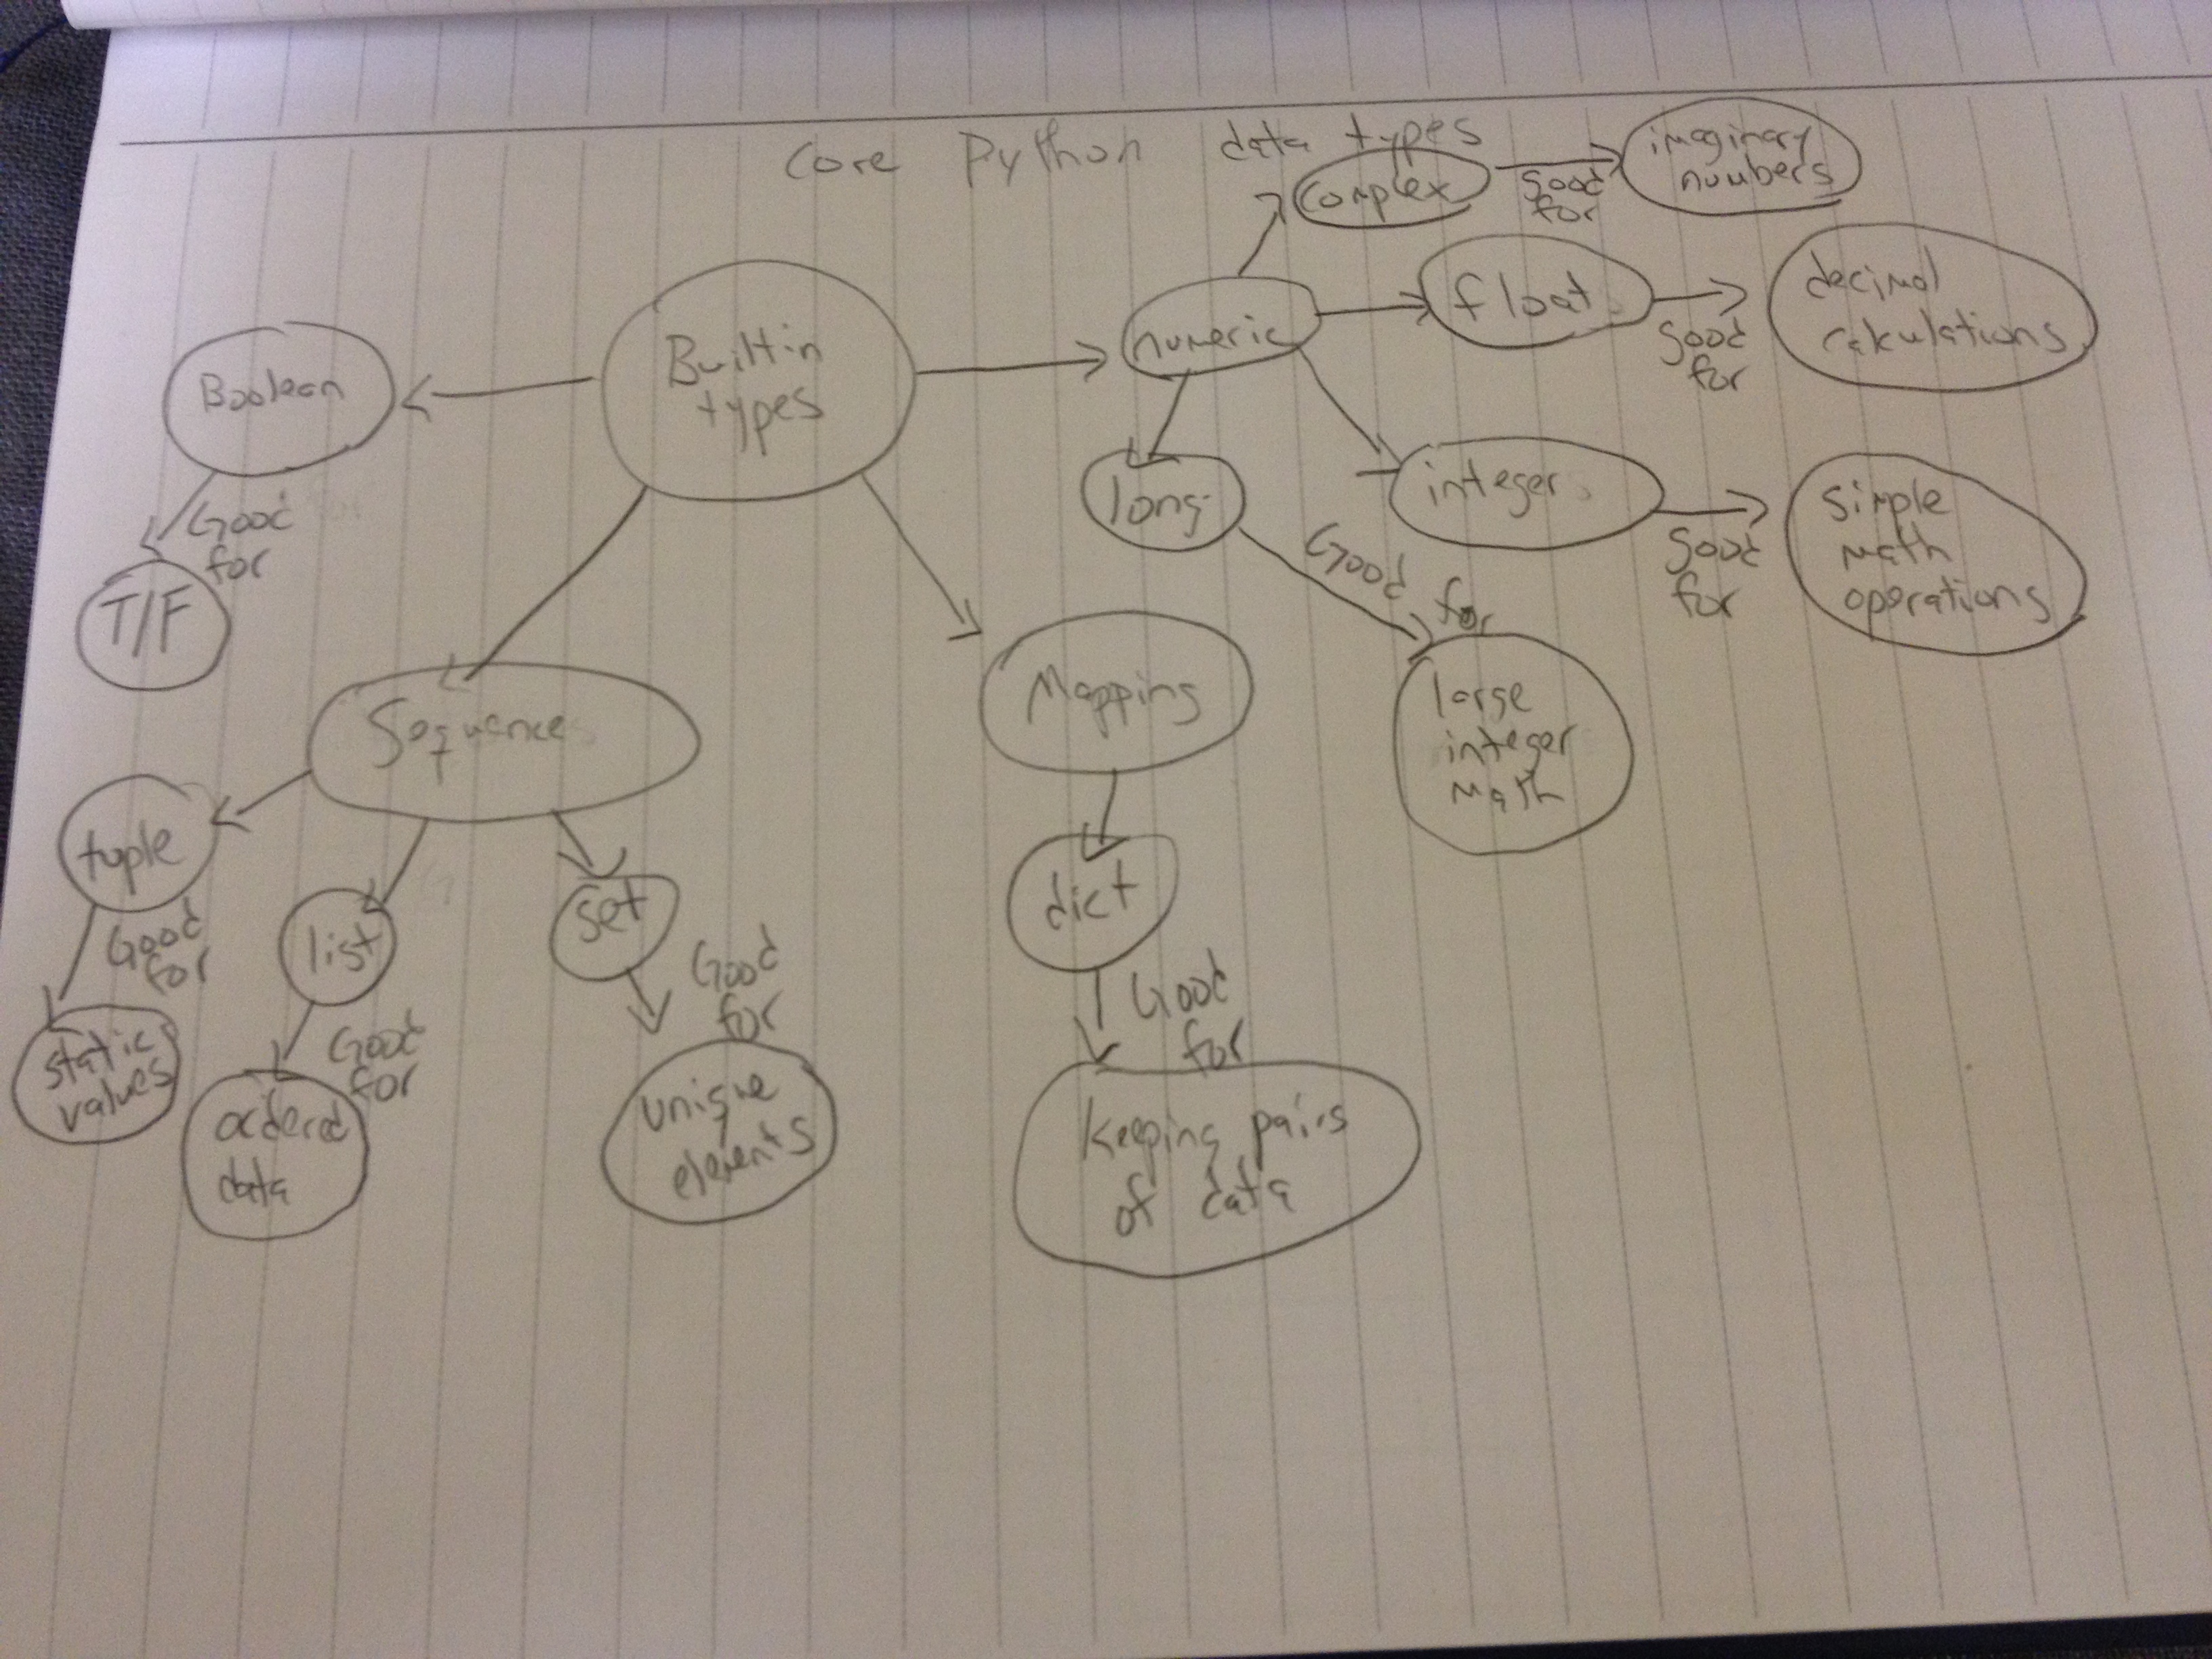 Core Python data types
Complex
good
for
imaginary
numbers
Boolean
Good
for
T/F
Built in
types
numeric
float
good
for
decimal
calculations
long
integer
good
for
simple
math
operations
Good for
large
integer
math
Sequences
tuple
Good
for
static
values
list
Good
for
orderd
data
set
Good
for
unique
elements
Mappings
dict
Good
for
Keeping pairs
of data